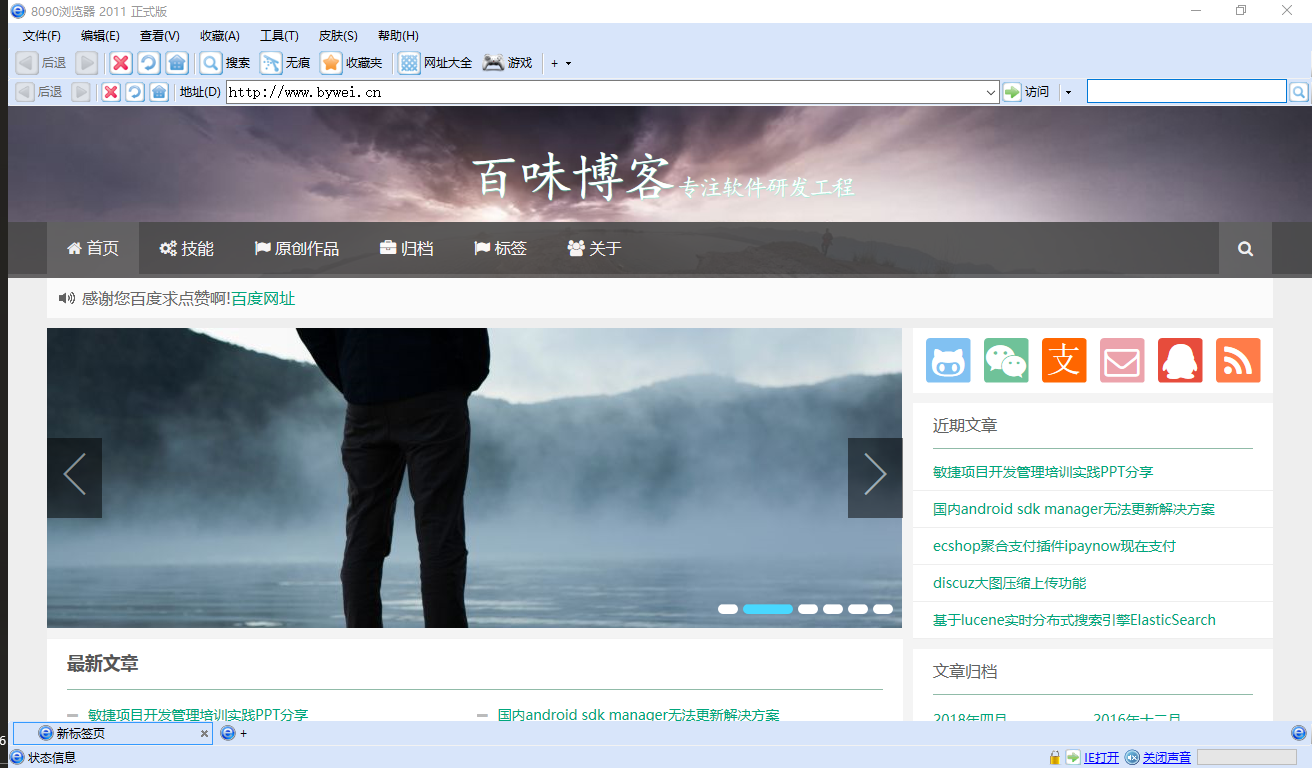 8090浏览器 2011 正式版
文件(F) 编辑(E) 查看(V) 收藏(A) 工具(T) 皮肤(S) 帮助(H)
后退 搜索 无痕 收藏夹 网址大全 游戏 +
后退 地址(D) http://www.bywei.cn 访问
百味博客 专注软件研发工程
首页 技能 原创作品 归档 标签 关于
感谢您百度求点赞啊!百度网址
支
近期文章
敏捷项目开发管理培训实践PPT分享
国内android sdk manager无法更新解决方案
ecshop聚合支付插件ipaynow现在支付
discuz大图压缩上传功能
基于lucene实时分布式搜索引擎ElasticSearch
最新文章
敏捷项目开发管理培训实践PPT分享 国内android sdk manager无法更新解决方案
文章归档
2018年四月 2016年十二月
新标签页 +
6
状态信息 IE打开 关闭声音